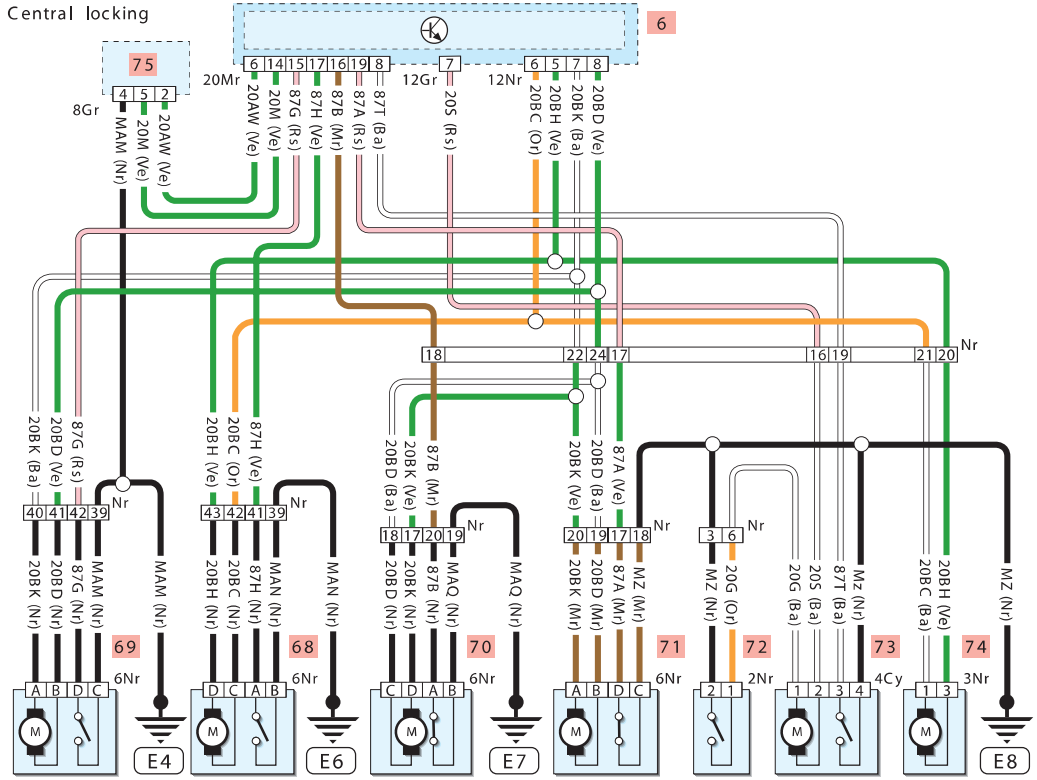 Central locking
6
75
6 14 15 17 16 19 8
7
6 5 7 8
20Mr
12Gr
12Nr
4 5 2
8Gr
MAM (Nr)
20M (Ve)
20AW (Ve)
20AW (Ve)
20M (Ve)
87G (Rs)
87H (Ve)
87B (Mr)
87A (Rs)
87T (Ba)
20S (Rs)
20BC (Or)
20BH (Ve)
20BK (Ba)
20BD (Ve)
18 22 24 17 16 19 21 20
Nr
20BK (Ba)
20BD (Ve)
87G (Rs)
20BH (Ve)
20BC (Or)
87H (Ve)
20BD (Ba)
20BK (Ve)
87B (Mr)
20BK (Ve)
20BD (Ba)
87A (Ve)
40 41 42 39
Nr
43 42 41 39
Nr
18 17 20 19
Nr
20 19 17 18
Nr
3 6
Nr
20BK (Nr)
20BD (Nr)
87G (Nr)
MAM (Nr)
MAM (Nr)
20BH (Nr)
20BC (Nr)
87H (Nr)
MAN (Nr)
MAN (Nr)
20BD (Nr)
20BK (Nr)
87B (Nr)
MAQ (Nr)
MAQ (Nr)
20BK (Mr)
20BD (Mr)
87A (Mr)
MZ (Mr)
MZ (Nr)
20G (Or)
20G (Ba)
20S (Ba)
87T (Ba)
Mz (Nr)
20BC (Ba)
20BH (Ve)
MZ (Nr)
69
68
70
71
72
73
74
6Nr
6Nr
6Nr
6Nr
2Nr
4Cy
3Nr
A B D C
D C A B
C D A B
A B D C
2 1
1 2 3 4
1 3
M
M
M
M
M
M
E4
E6
E7
E8